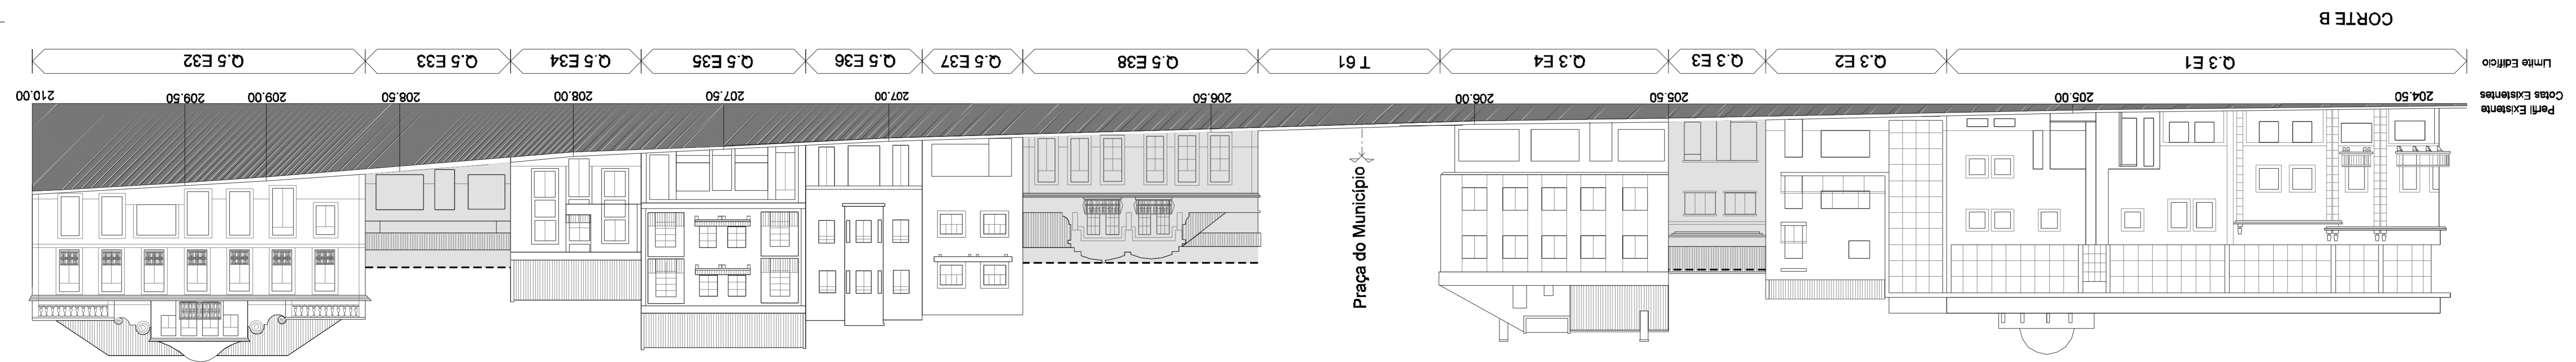 Praça do Município
Perfil Existente
Cotas Existentes
204.50 205.00 205.50 206.00 206.50 207.00 207.50 208.00 208.50 209.00 209.50 210.00
Limite Edifício Q.3 E1 Q.3 E2 Q.3 E3 Q.3 E4 T 61 Q.5 E38 Q.5 E37 Q.5 E36 Q.5 E35 Q.5 E34 Q.5 E33 Q.5 E32
CORTE B